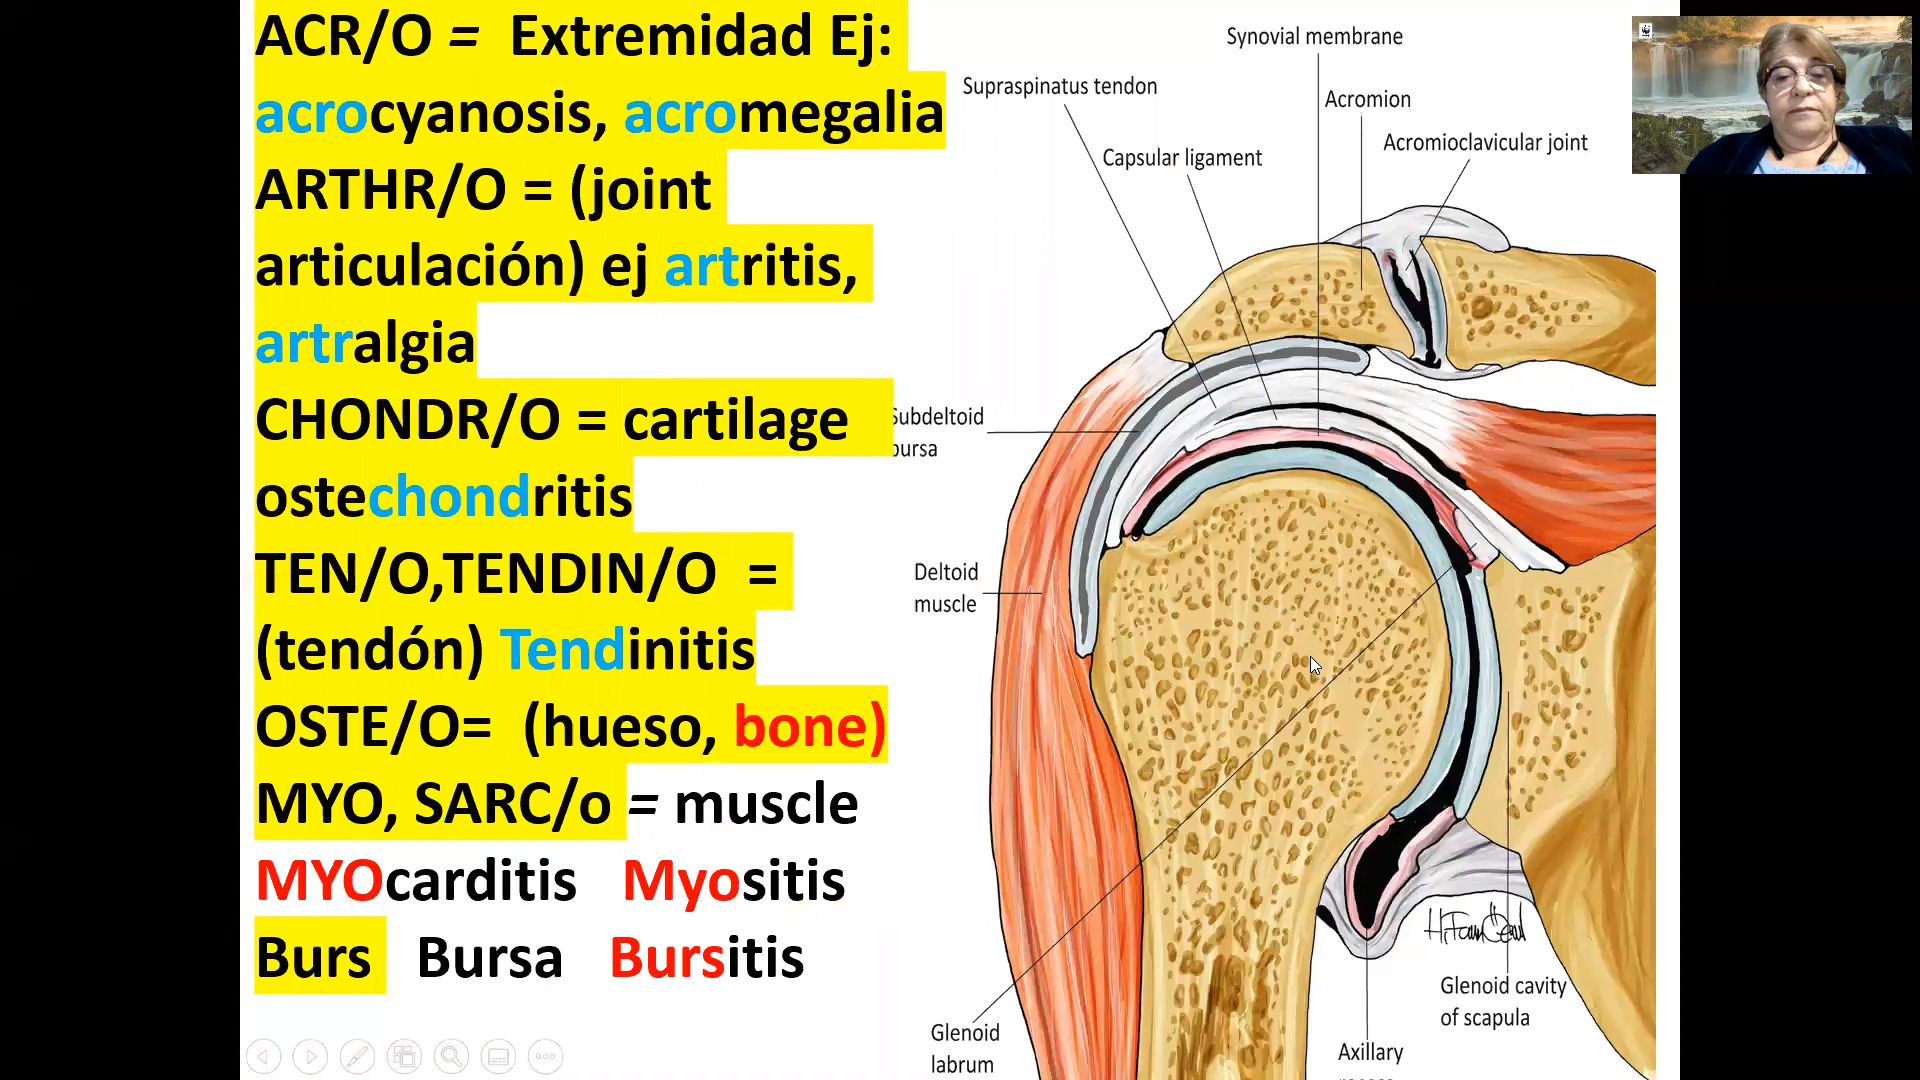 ACR/O = Extremidad Ej:
acrocyanosis, acromegalia
ARTHR/O = (joint
articulación) ej artritis,
artralgia
CHONDR/O = cartilage
ostechondritis
TEN/O,TENDIN/O =
(tendón) Tendinitis
OSTE/O= (hueso, bone)
MYO, SARC/o = muscle
MYOcarditis Myositis
Burs Bursa Bursitis
Synovial membrane
Supraspinatus tendon
Acromion
Acromioclavicular joint
Capsular ligament
Subdeltoid
bursa
Deltoid
muscle
Glenoid
labrum
Glenoid cavity
of scapula
Axillary